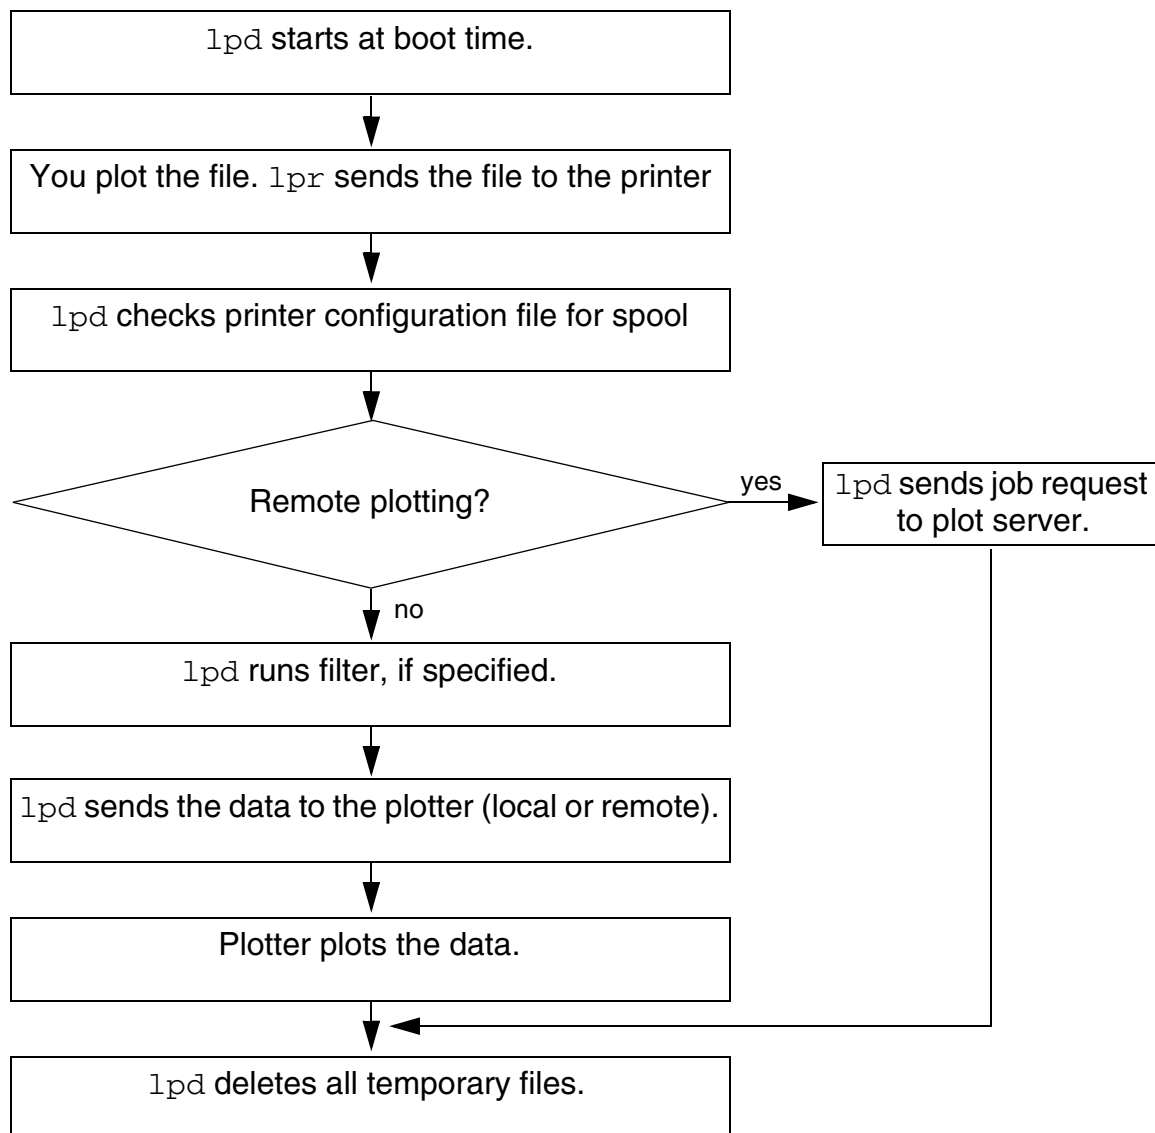 lpd starts at boot time.
You plot the file. lpr sends the file to the printer
lpd checks printer configuration file for spool
Remote plotting?
yes
lpd sends job request
to plot server.
no
lpd runs filter, if specified.
lpd sends the data to the plotter (local or remote).
Plotter plots the data.
lpd deletes all temporary files.